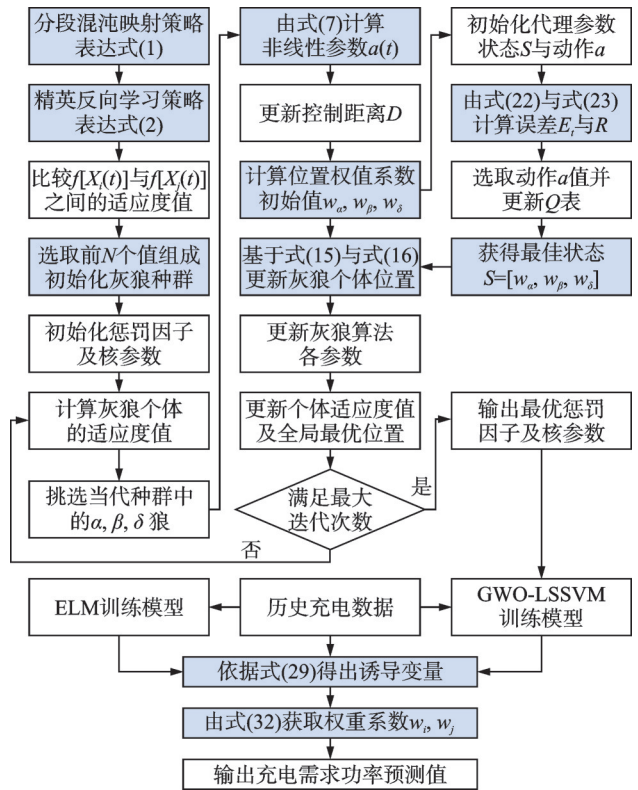 分段混沌映射策略
表达式(1)
精英反向学习策略
表达式(2)
比较f[Xᵢ(t)]与f[Xⱼ(t)]
之间的适应度值
选取前N个值组成
初始化灰狼种群
初始化惩罚因子
及核参数
计算灰狼个体
的适应度值
挑选当代种群中
的α, β, δ 狼
由式(7)计算
非线性参数a(t)
更新控制距离D
计算位置权值系数
初始值wα, wβ, wδ
基于式(15)与式(16)
更新灰狼个体位置
更新灰狼算法
各参数
更新个体适应度值
及全局最优位置
满足最大
迭代次数
是
否
初始化代理参数
状态S与动作a
由式(22)与式(23)
计算误差Eₜ与R
选取动作a值并
更新Q表
获得最佳状态
S=[wα, wβ, wδ]
输出最优惩罚
因子及核参数
ELM训练模型
历史充电数据
GWO-LSSVM
训练模型
依据式(29)得出诱导变量
由式(32)获取权重系数wᵢ, wⱼ
输出充电需求功率预测值